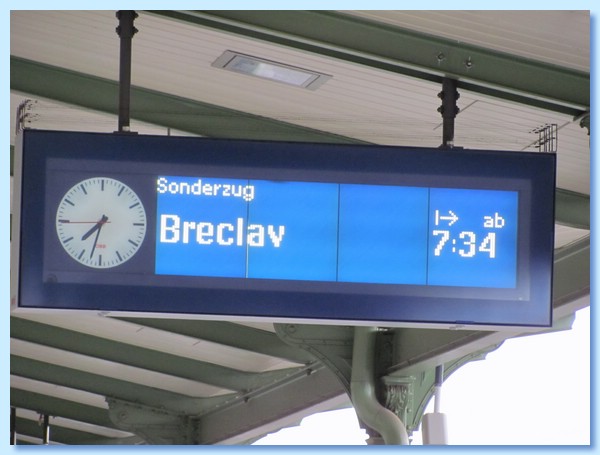 Sonderzug
Breclav
ab
7:34